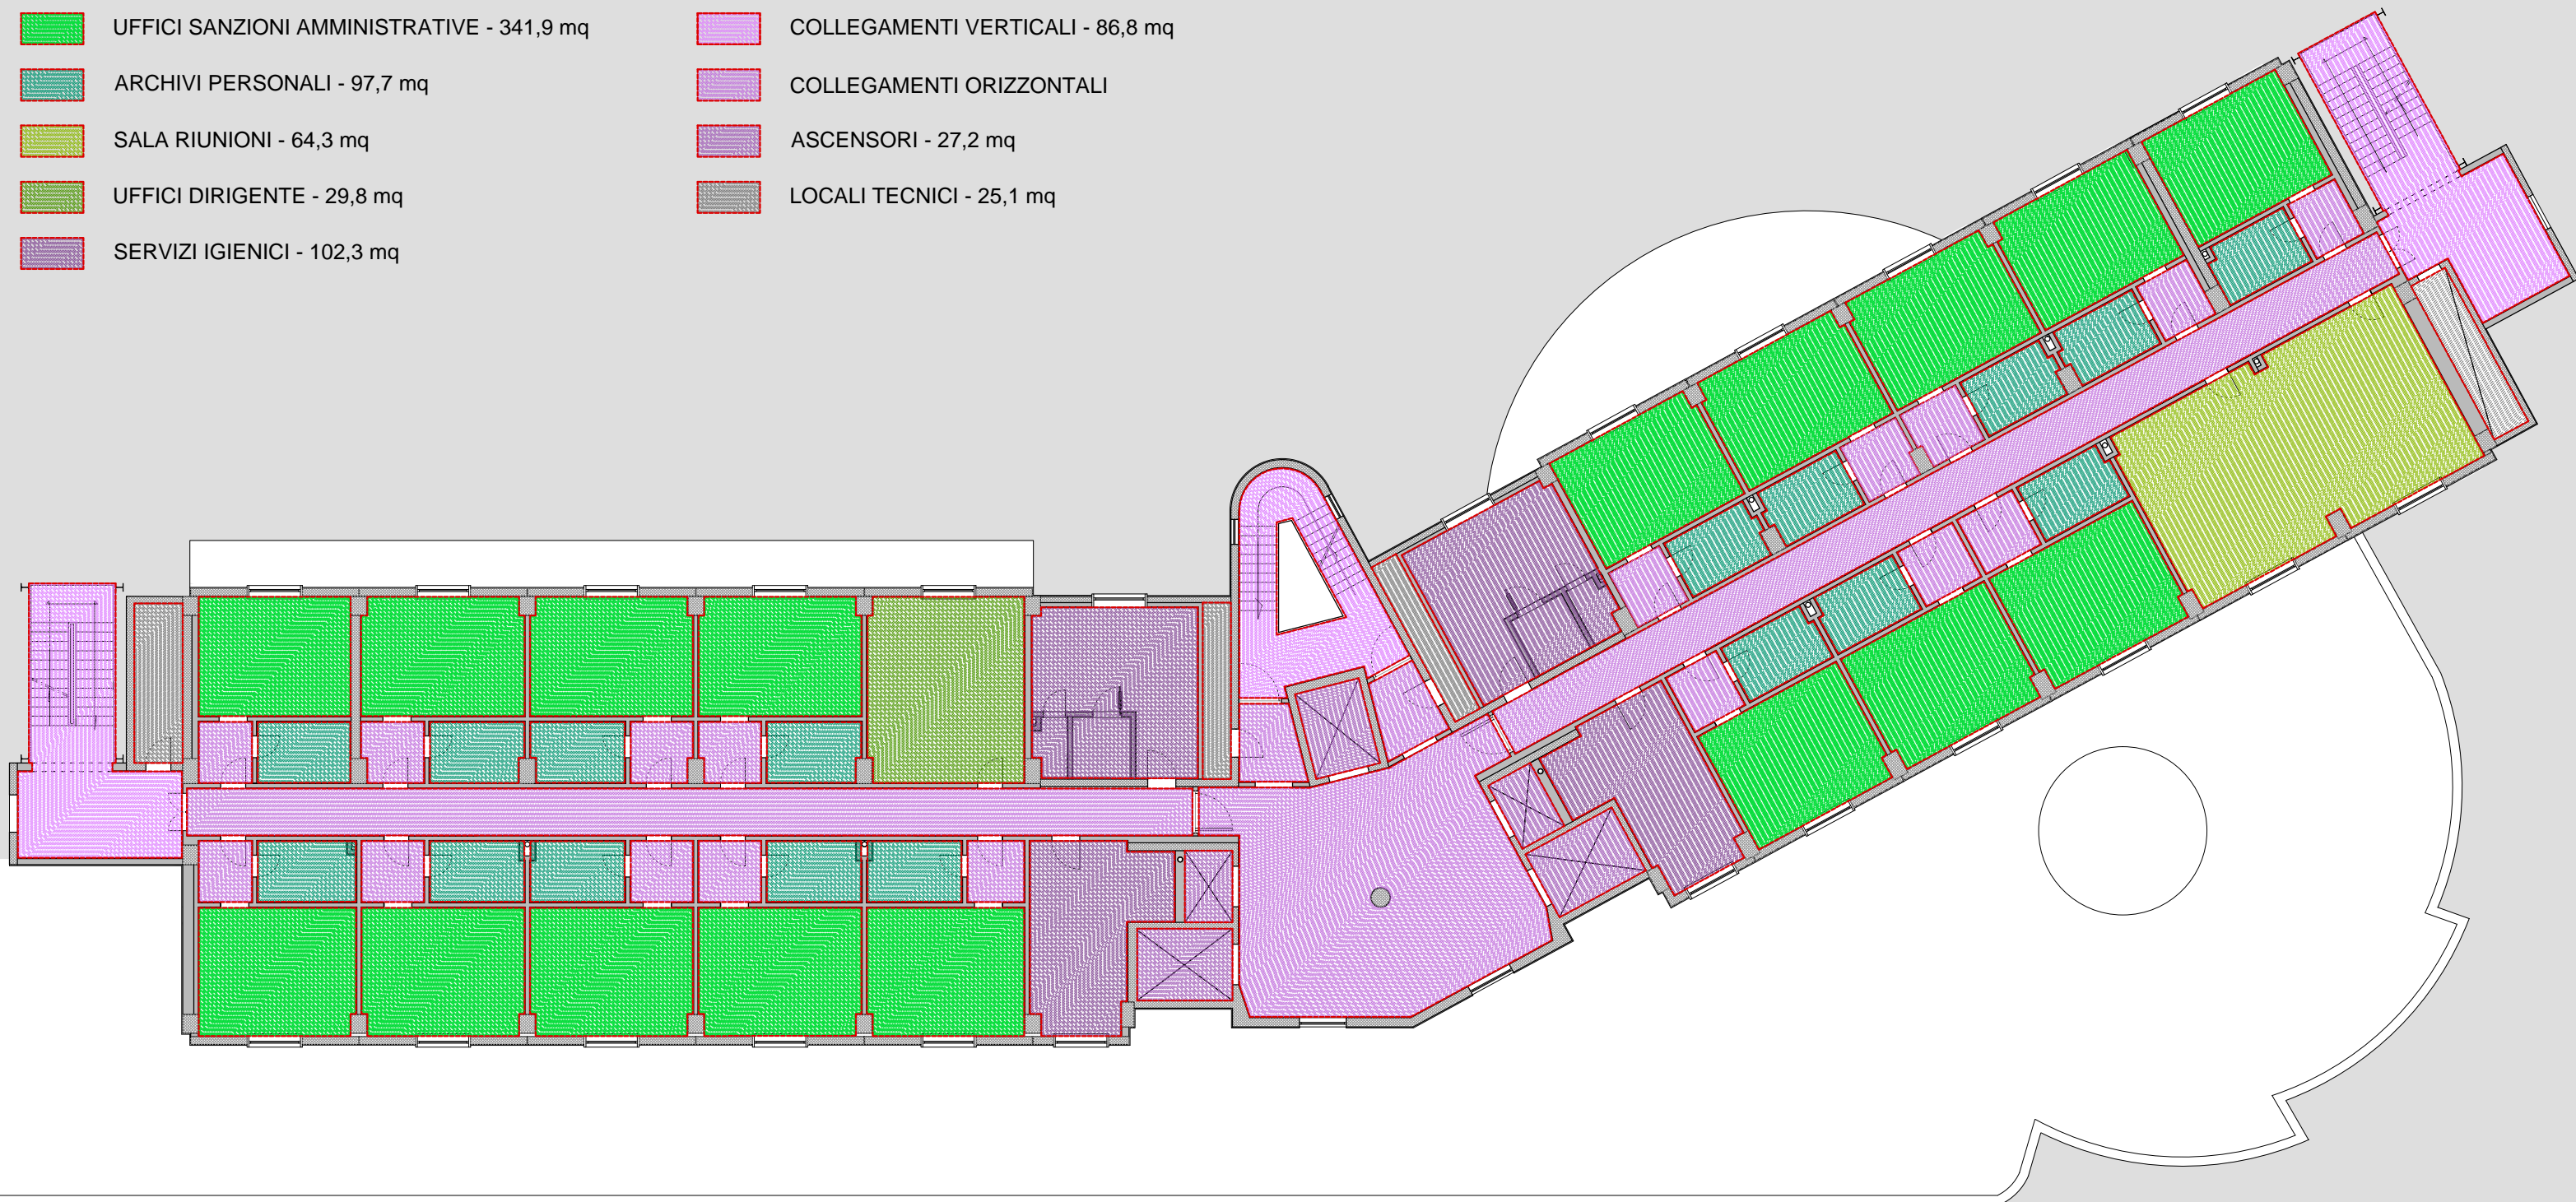 UFFICI SANZIONI AMMINISTRATIVE - 341,9 mq
ARCHIVI PERSONALI - 97,7 mq
SALA RIUNIONI - 64,3 mq
UFFICI DIRIGENTE - 29,8 mq
SERVIZI IGIENICI - 102,3 mq
COLLEGAMENTI VERTICALI - 86,8 mq
COLLEGAMENTI ORIZZONTALI
ASCENSORI - 27,2 mq
LOCALI TECNICI - 25,1 mq